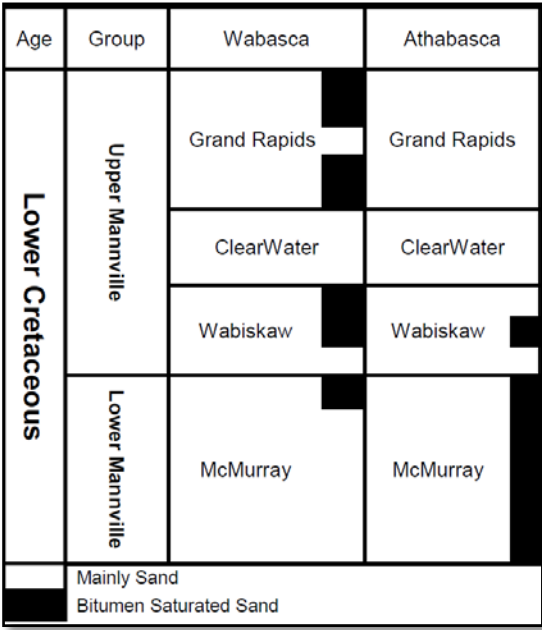 Age Group Wabasca Athabasca
Lower Cretaceous
Upper Mannville
Grand Rapids Grand Rapids
ClearWater ClearWater
Wabiskaw Wabiskaw
Lower Mannville
McMurray McMurray
Mainly Sand
Bitumen Saturated Sand